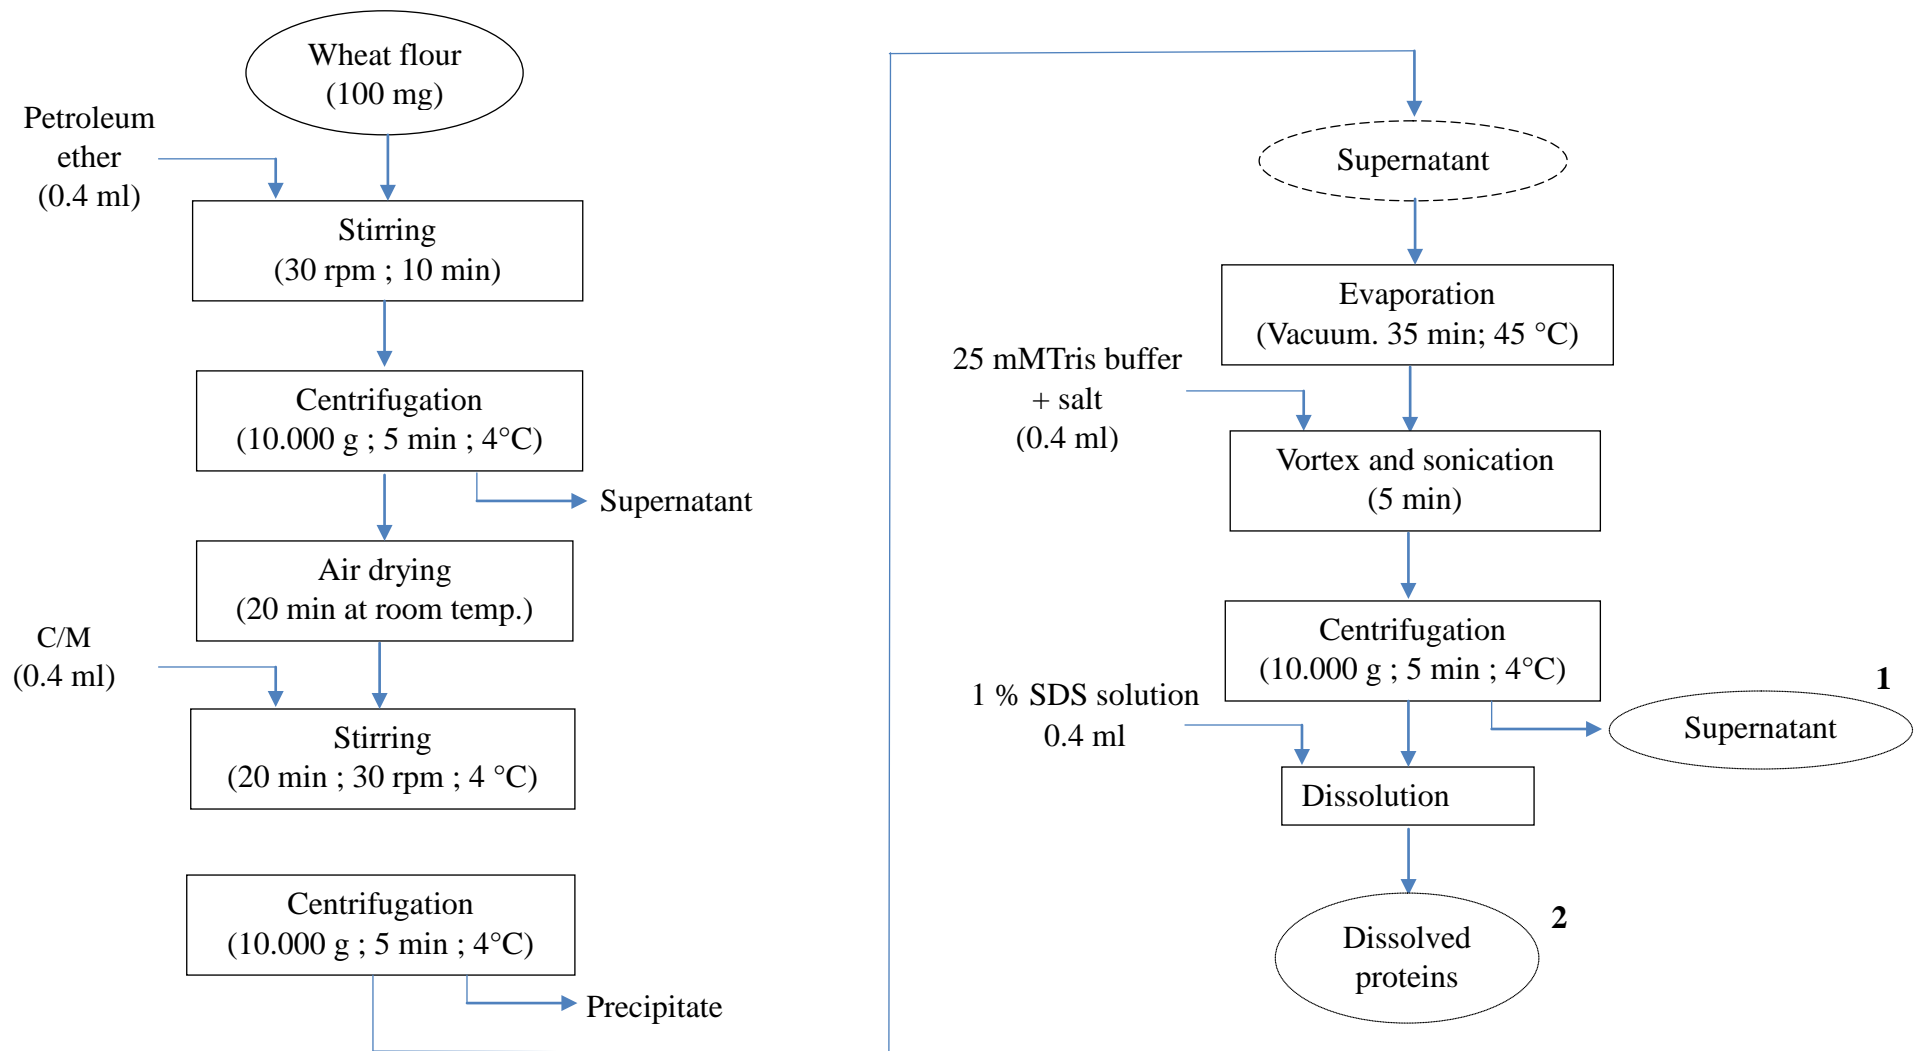 Wheat flour
(100 mg)
Petroleum
ether
(0.4 ml)
Stirring
(30 rpm ; 10 min)
Centrifugation
(10.000 g ; 5 min ; 4°C)
Supernatant
Air drying
(20 min at room temp.)
C/M
(0.4 ml)
Stirring
(20 min ; 30 rpm ; 4 °C)
Centrifugation
(10.000 g ; 5 min ; 4°C)
Precipitate
Supernatant
Evaporation
(Vacuum. 35 min; 45 °C)
25 mMTris buffer
+ salt
(0.4 ml)
Vortex and sonication
(5 min)
Centrifugation
(10.000 g ; 5 min ; 4°C)
1
Supernatant
1 % SDS solution
0.4 ml
Dissolution
2
Dissolved
proteins